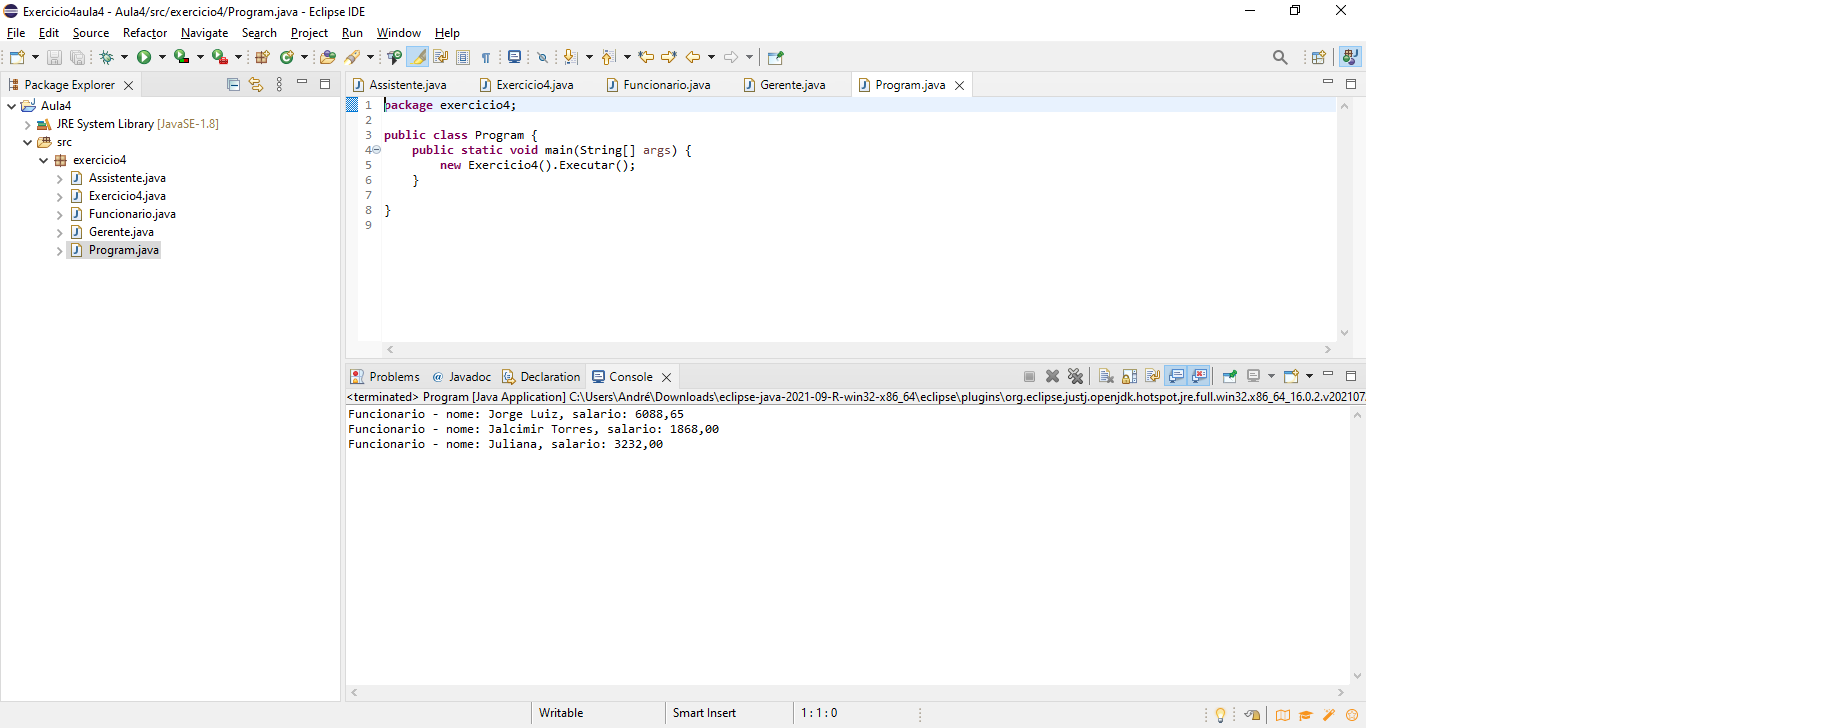 Exercicio4aula4 - Aula4/src/exercicio4/Program.java - Eclipse IDE
File Edit Source Refactor Navigate Search Project Run Window Help
Package Explorer
Aula4
JRE System Library [JavaSE-1.8]
src
exercicio4
Assistente.java
Exercicio4.java
Funcionario.java
Gerente.java
Program.java
Assistente.java Exercicio4.java Funcionario.java Gerente.java Program.java
1 package exercicio4;
2
3 public class Program {
4 public static void main(String[] args) {
5 new Exercicio4().Executar();
6 }
7
8 }
9
Problems @ Javadoc Declaration Console
<terminated> Program [Java Application] C:\Users\André\Downloads\eclipse-java-2021-09-R-win32-x86_64\eclipse\plugins\org.eclipse.justj.openjdk.hotspot.jre.full.win32.x86_64_16.0.2.v202107
Funcionario - nome: Jorge Luiz, salario: 6088,65
Funcionario - nome: Jalcimir Torres, salario: 1868,00
Funcionario - nome: Juliana, salario: 3232,00
Writable Smart Insert 1 : 1 : 0